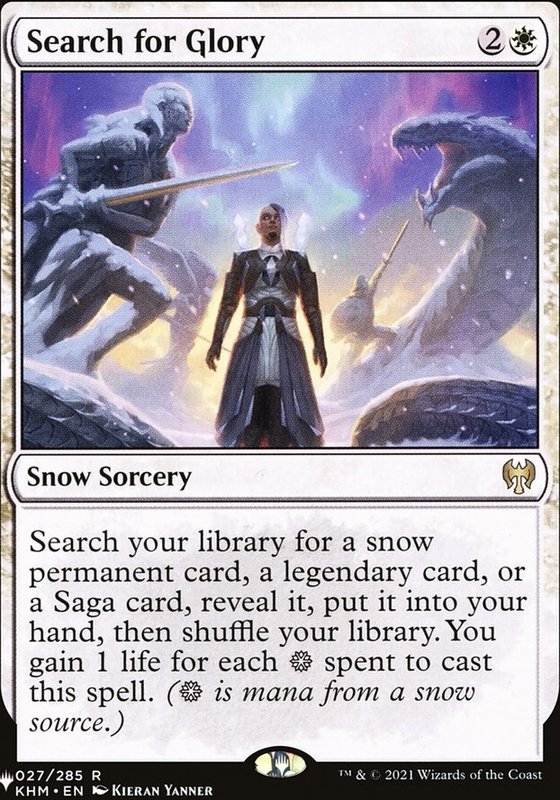 Search for Glory 2
Snow Sorcery
Search your library for a snow
permanent card, a legendary card, or
a Saga card, reveal it, put it into your
hand, then shuffle your library. You
gain 1 life for each spent to cast
this spell. ( is mana from a snow
source.)
027/285 R
KHM • EN Kieran Yanner ™ & © 2021 Wizards of the Coast